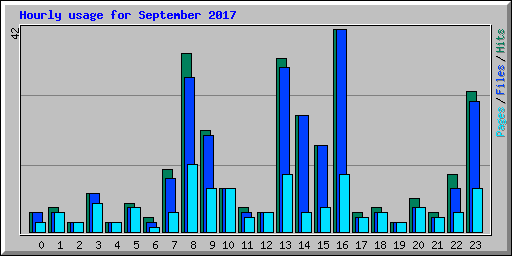 Hourly usage for September 2017
42
Pages / Files / Hits
0 1 2 3 4 5 6 7 8 9 10 11 12 13 14 15 16 17 18 19 20 21 22 23